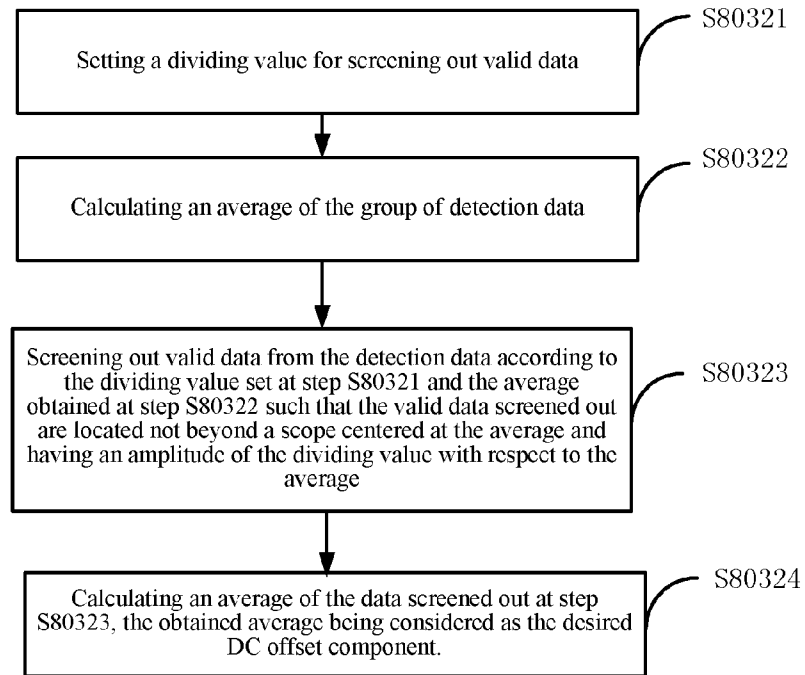 S80321
Setting a dividing value for screening out valid data
S80322
Calculating an average of the group of detection data
S80323
Screening out valid data from the detection data according to
the dividing value set at step S80321 and the average
obtained at step S80322 such that the valid data screened out
are located not beyond a scope centered at the average and
having an amplitude of the dividing value with respect to the
average
S80324
Calculating an average of the data screened out at step
S80323, the obtained average being considered as the desired
DC offset component.